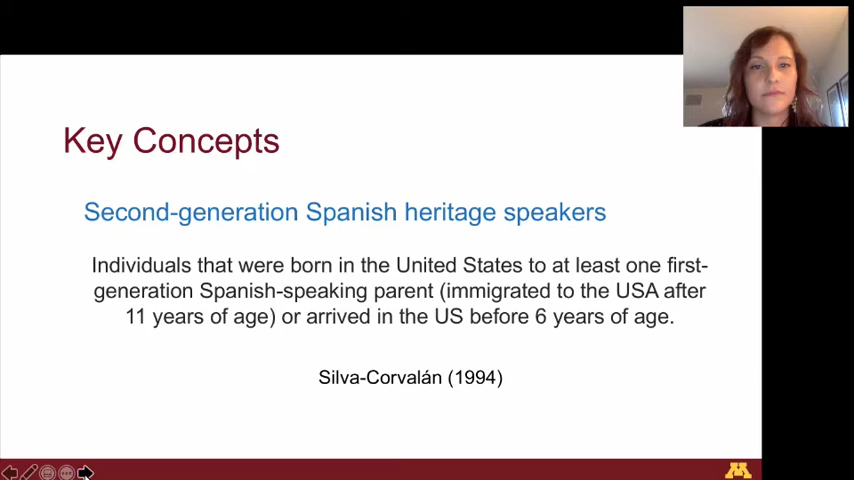 Key Concepts
Second-generation Spanish heritage speakers
Individuals that were born in the United States to at least one first-
generation Spanish-speaking parent (immigrated to the USA after
11 years of age) or arrived in the US before 6 years of age.
Silva-Corvalán (1994)
M